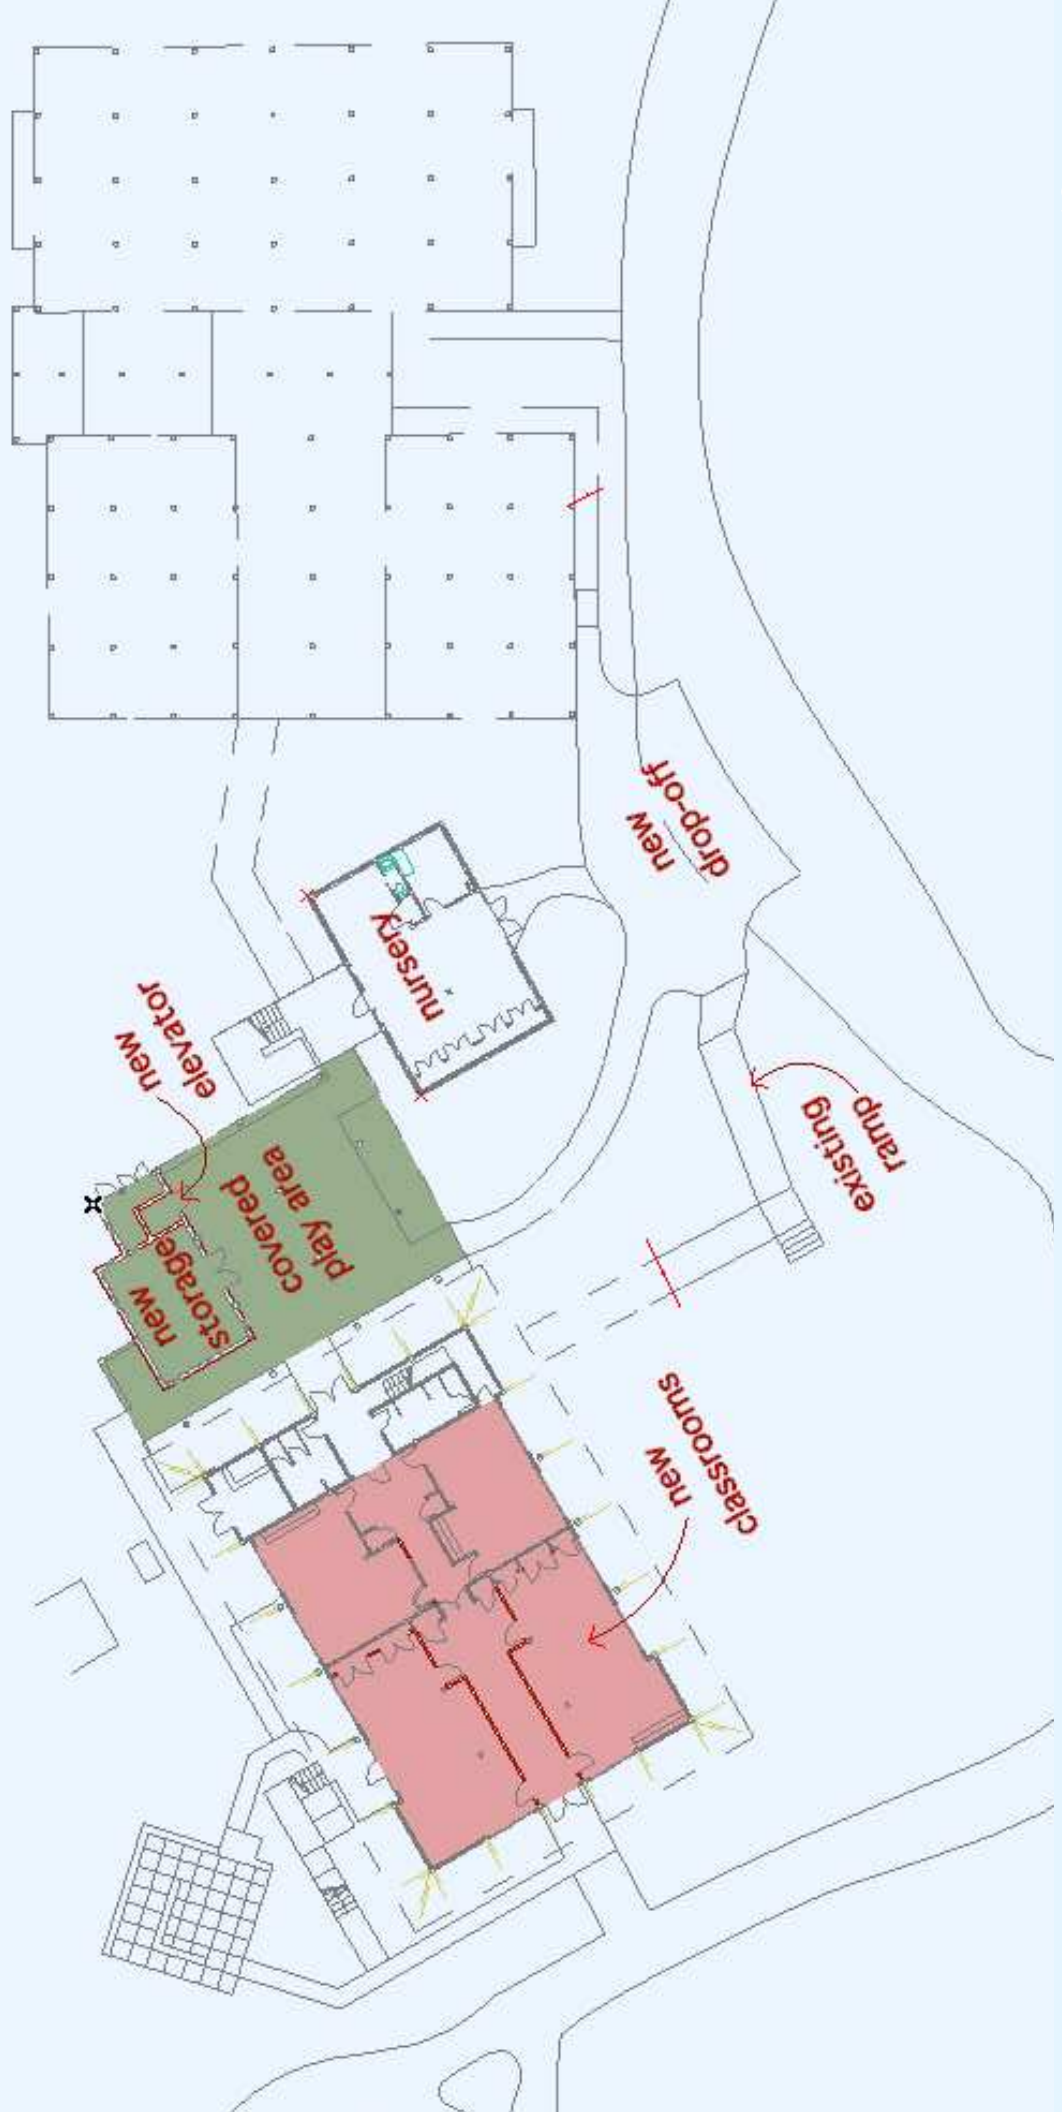 new
drop-off
nursery
new
elevator
existing
ramp
covered
play area
new
storage
new
classrooms